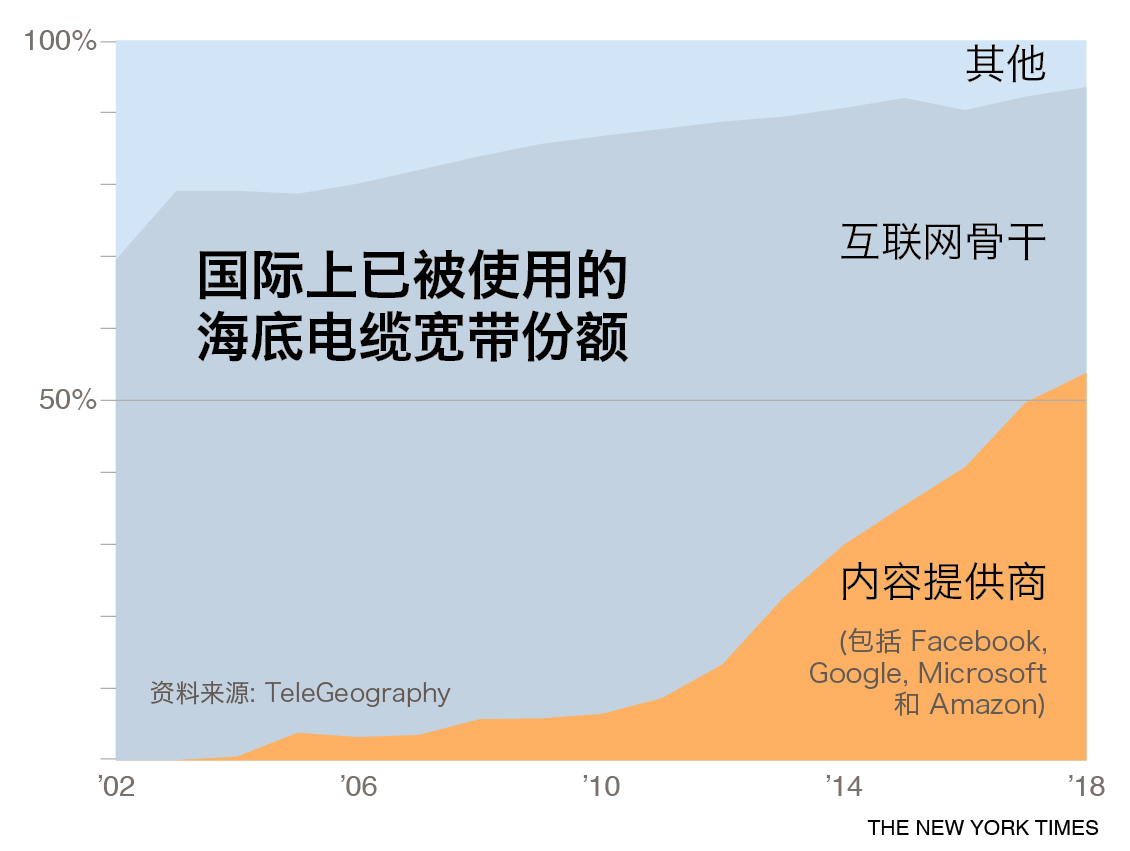 100%
其他
互联网骨干
国际上已被使用的
海底电缆宽带份额
50%
内容提供商
(包括 Facebook,
Google, Microsoft
和 Amazon)
资料来源: TeleGeography
’02 ’06 ’10 ’14 ’18
THE NEW YORK TIMES